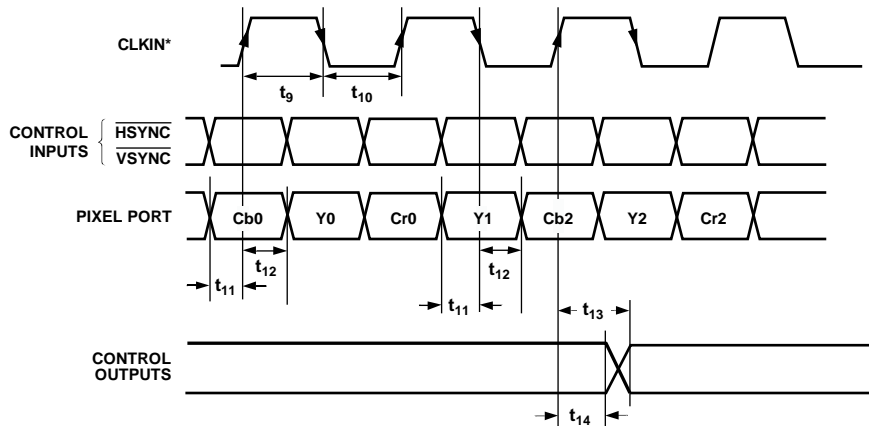 CLKIN*
t9
t10
CONTROL INPUTS
HSYNC
VSYNC
PIXEL PORT
Cb0 Y0 Cr0 Y1 Cb2 Y2 Cr2
t12
t12
t11
t11
t13
CONTROL OUTPUTS
t14